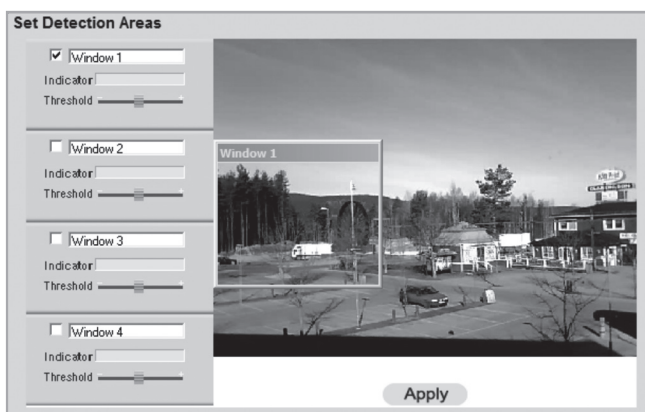 Set Detection Areas
Window 1
Indicator
Threshold
Window 2
Indicator
Threshold
Window 3
Indicator
Threshold
Window 4
Indicator
Threshold
Window 1
Apply